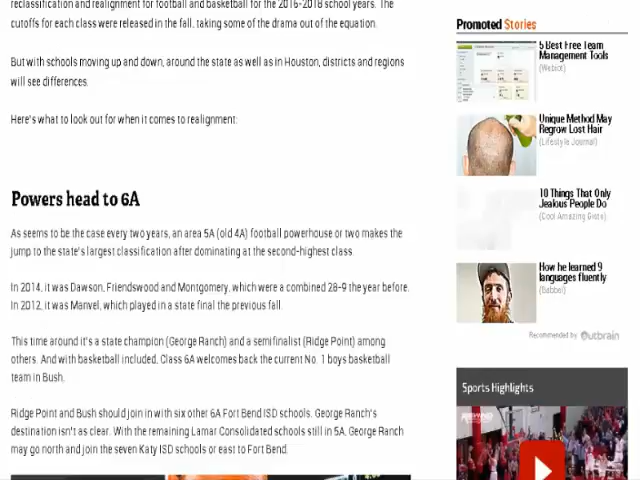 reclassification and realignment for football and basketball for the 2016-2018 school years. The
cutoffs for each class were released in the fall, taking some of the drama out of the equation.
But with schools moving up and down, around the state as well as in Houston, districts and regions
will see differences.
Here's what to look out for when it comes to realignment:
Powers head to 6A
As seems to be the case every two years, an area 5A (old 4A) football powerhouse or two makes the
jump to the state's largest classification after dominating at the second-highest class.
In 2014, it was Dawson, Friendswood and Montgomery, which were a combined 28-9 the year before.
In 2012, it was Manvel, which played in a state final the previous fall.
This time around it's a state champion (George Ranch) and a semifinalist (Ridge Point) among
others. And with basketball included, Class 6A welcomes back the current No. 1 boys basketball
team in Bush.
Ridge Point and Bush should join in with six other 6A Fort Bend ISD schools. George Ranch's
destination isn't as clear. With the remaining Lamar Consolidated schools still in 5A, George Ranch
may go north and join the seven Katy ISD schools or east to Fort Bend.
Promoted Stories
5 Best Free Team
Management Tools
(Webiot)
Unique Method May
Regrow Lost Hair
(Lifestyle Journal)
10 Things That Only
Jealous People Do
(Cool Amazing Gists)
How he learned 9
languages fluently
(Babbel)
Recommended by Outbrain
Sports Highlights